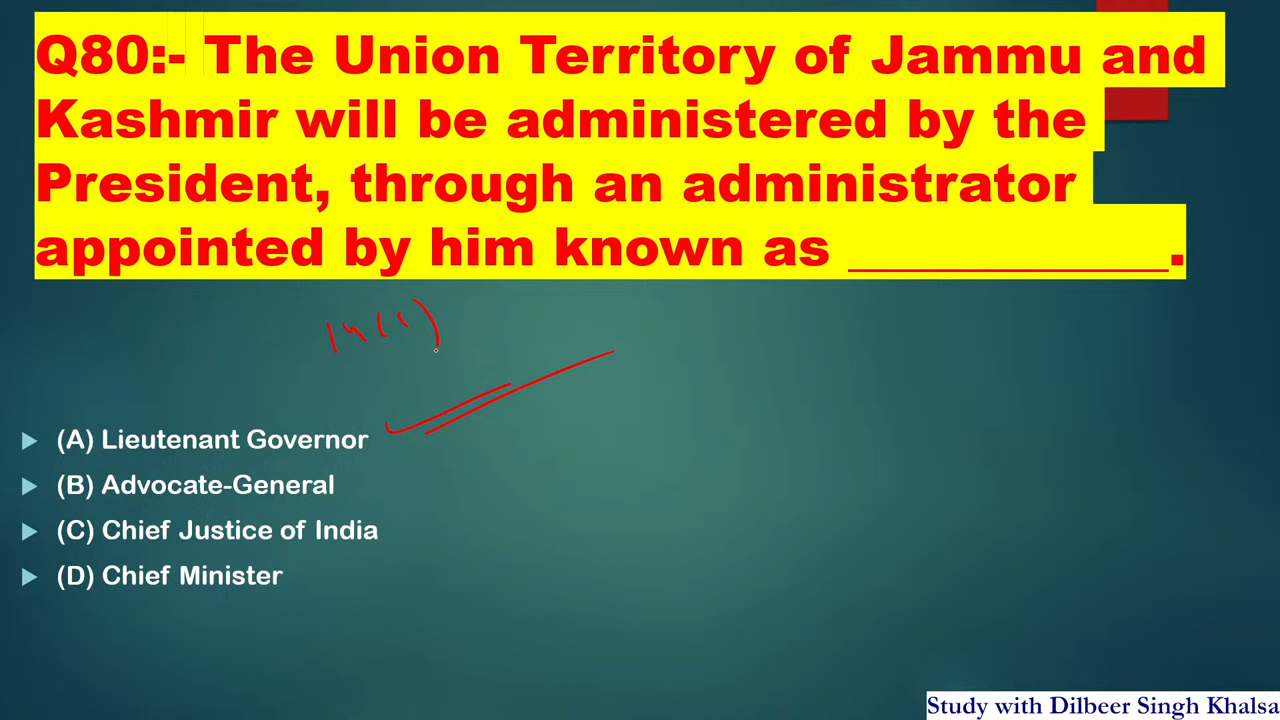 Q80:- The Union Territory of Jammu and
Kashmir will be administered by the
President, through an administrator
appointed by him known as ____________.
14(1)
(A) Lieutenant Governor
(B) Advocate-General
(C) Chief Justice of India
(D) Chief Minister
Study with Dilbeer Singh Khalsa